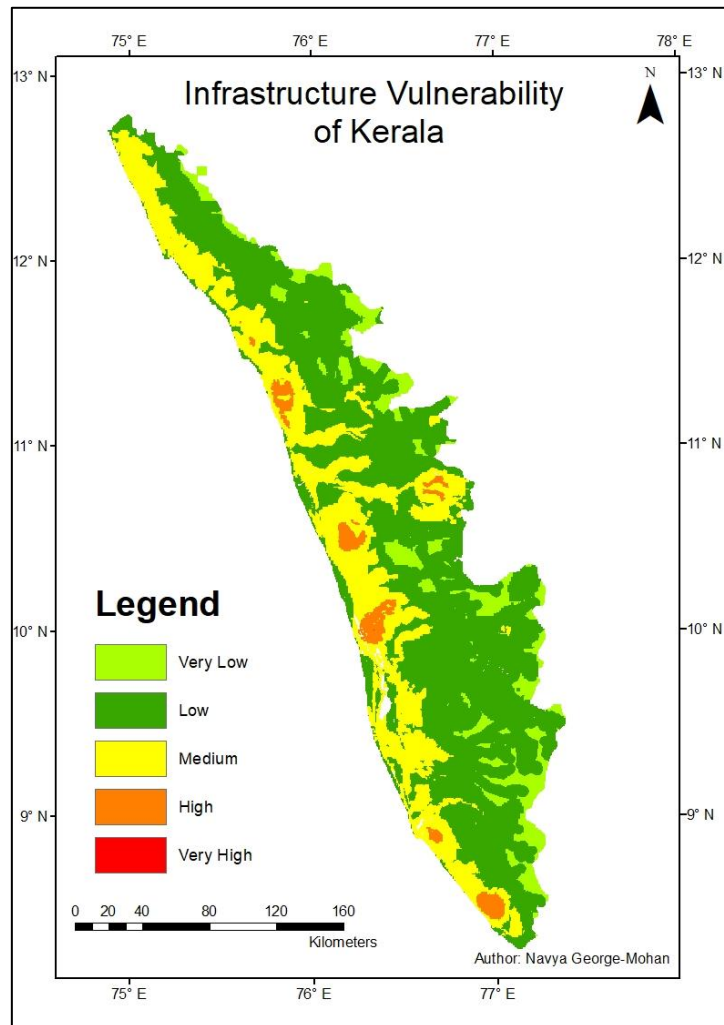 75° E 76° E 77° E 78° E
13° N 13° N
Infrastructure Vulnerability
of Kerala
N
12° N 12° N
11° N 11° N
10° N 10° N
9° N 9° N
Legend
Very Low
Low
Medium
High
Very High
0 20 40 80 120 160
Kilometers
Author: Navya George-Mohan
75° E 76° E 77° E